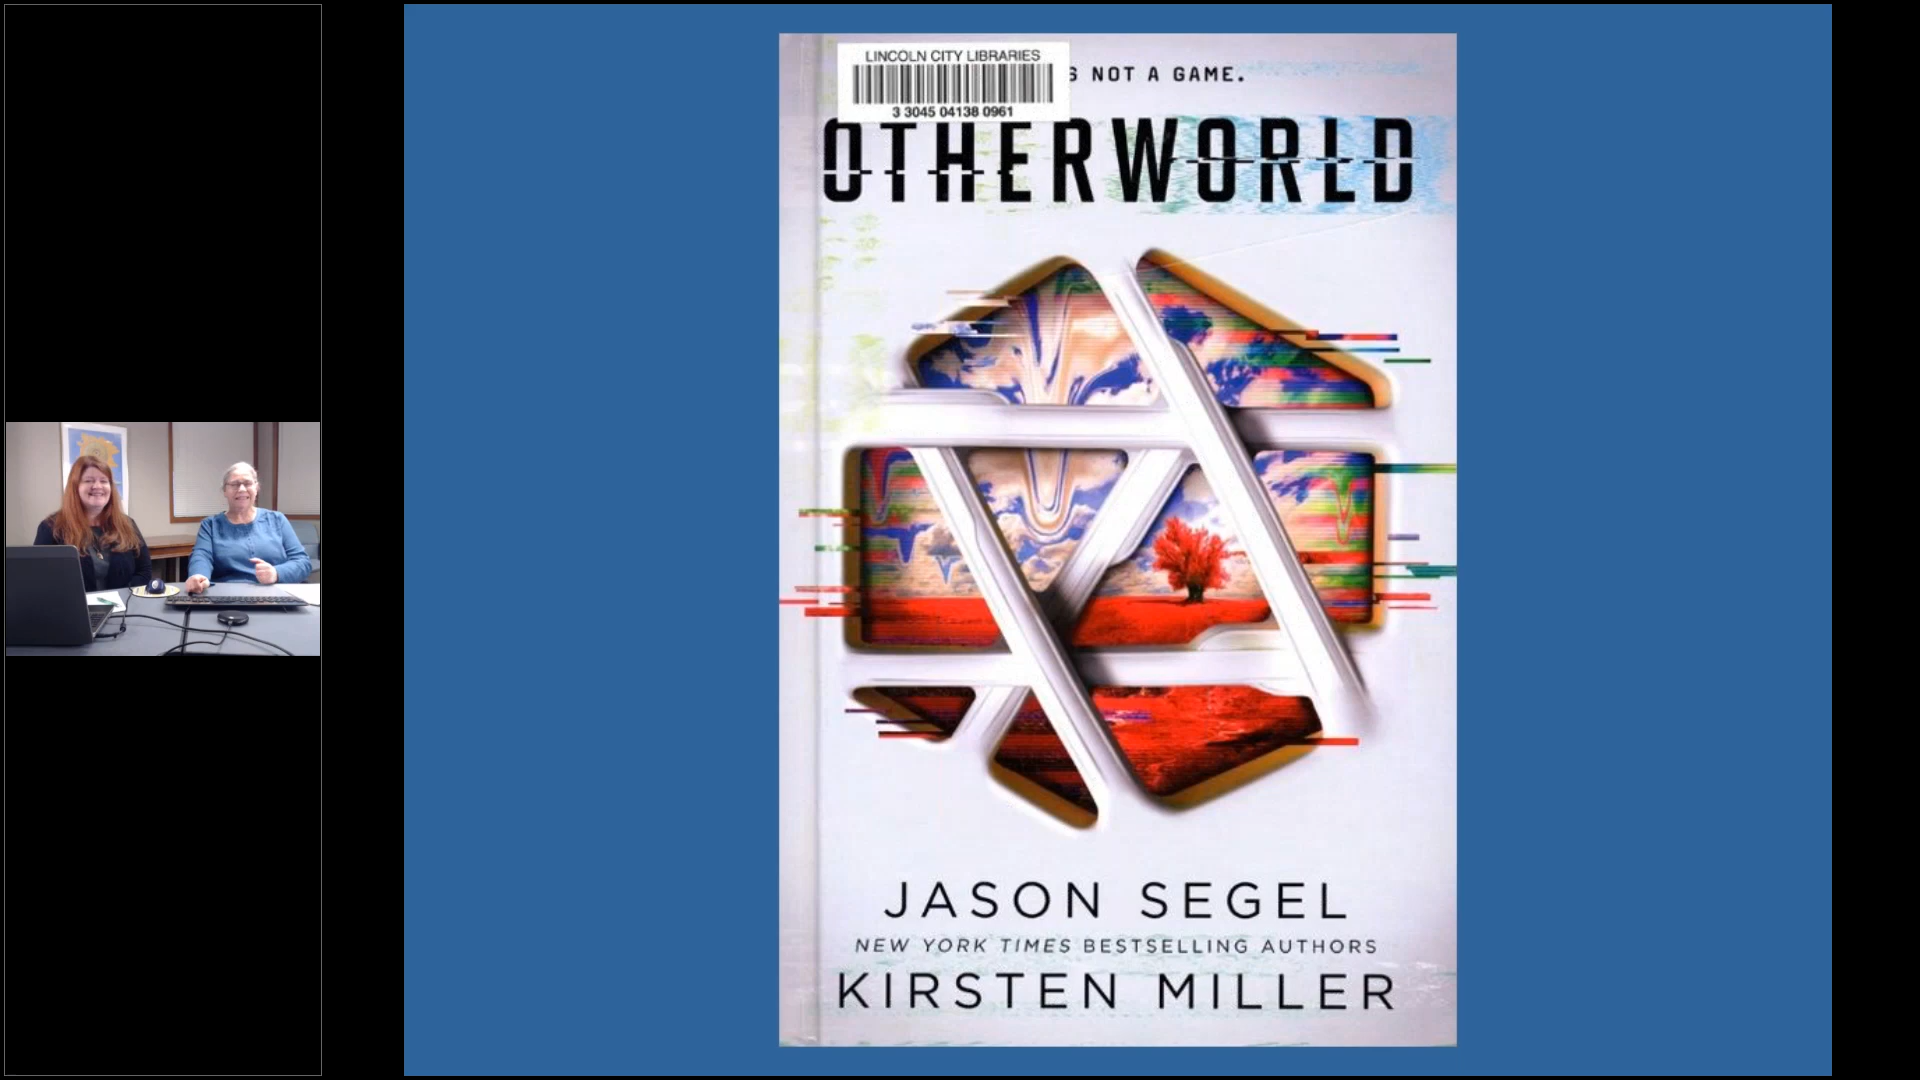 LINCOLN CITY LIBRARIES
3 3045 04138 0961
S NOT A GAME.
OTHERWORLD
JASON SEGEL
NEW YORK TIMES BESTSELLING AUTHORS
KIRSTEN MILLER